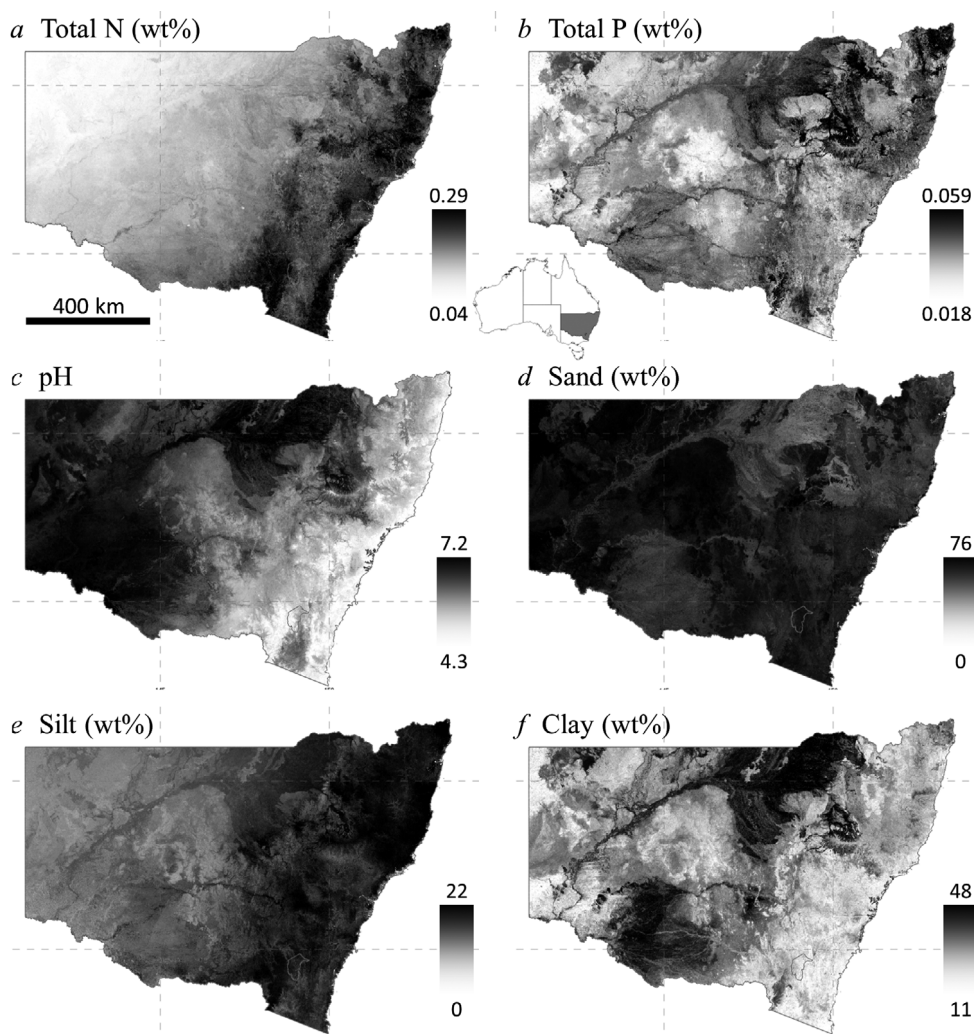 a Total N (wt%)
b Total P (wt%)
0.29
0.04
0.059
0.018
400 km
c pH
d Sand (wt%)
7.2
4.3
76
0
e Silt (wt%)
f Clay (wt%)
22
0
48
11